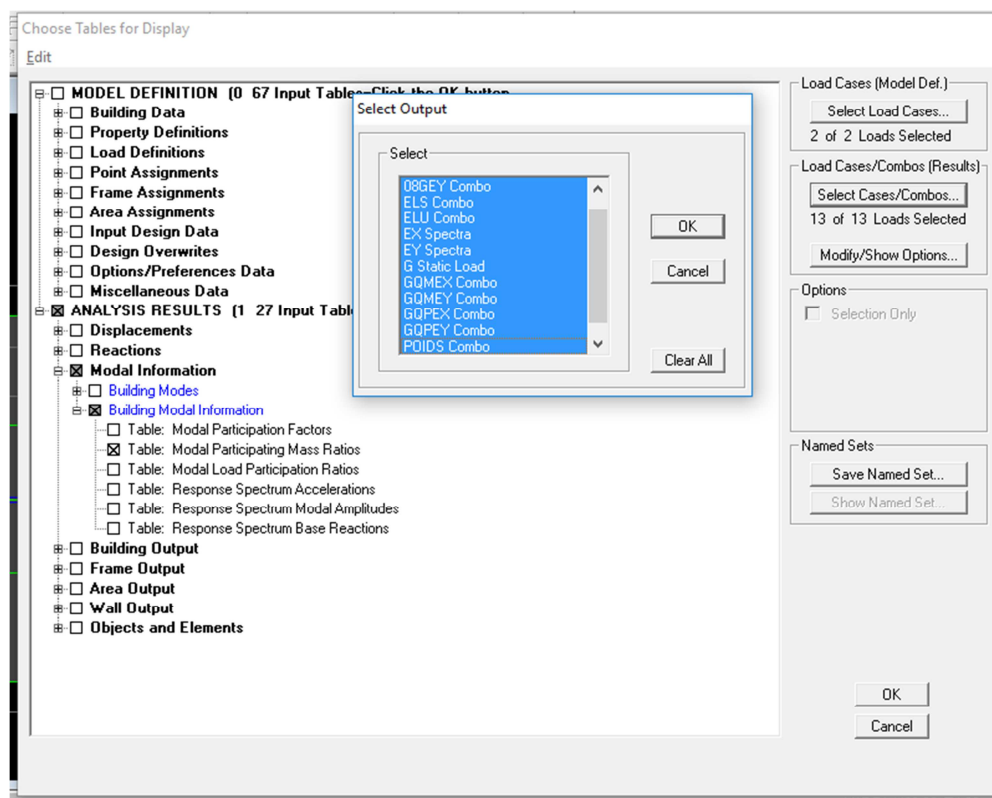 Choose Tables for Display
Edit
MODEL DEFINITION (0 67 Input Tables-Click the OK button
Building Data
Property Definitions
Load Definitions
Point Assignments
Frame Assignments
Area Assignments
Input Design Data
Design Overwrites
Options/Preferences Data
Miscellaneous Data
ANALYSIS RESULTS (1 27 Input Tabl
Displacements
Reactions
Modal Information
Building Modes
Building Modal Information
Table: Modal Participation Factors
Table: Modal Participating Mass Ratios
Table: Modal Load Participation Ratios
Table: Response Spectrum Accelerations
Table: Response Spectrum Modal Amplitudes
Table: Response Spectrum Base Reactions
Building Output
Frame Output
Area Output
Wall Output
Objects and Elements
Select Output
Select
08GEY Combo
ELS Combo
ELU Combo
EX Spectra
EY Spectra
G Static Load
GQMEX Combo
GQMEY Combo
GQPEX Combo
GQPEY Combo
POIDS Combo
OK
Cancel
Clear All
Load Cases (Model Def.)
Select Load Cases...
2 of 2 Loads Selected
Load Cases/Combos (Results)
Select Cases/Combos...
13 of 13 Loads Selected
Modify/Show Options...
Options
Selection Only
Named Sets
Save Named Set...
Show Named Set...
OK
Cancel